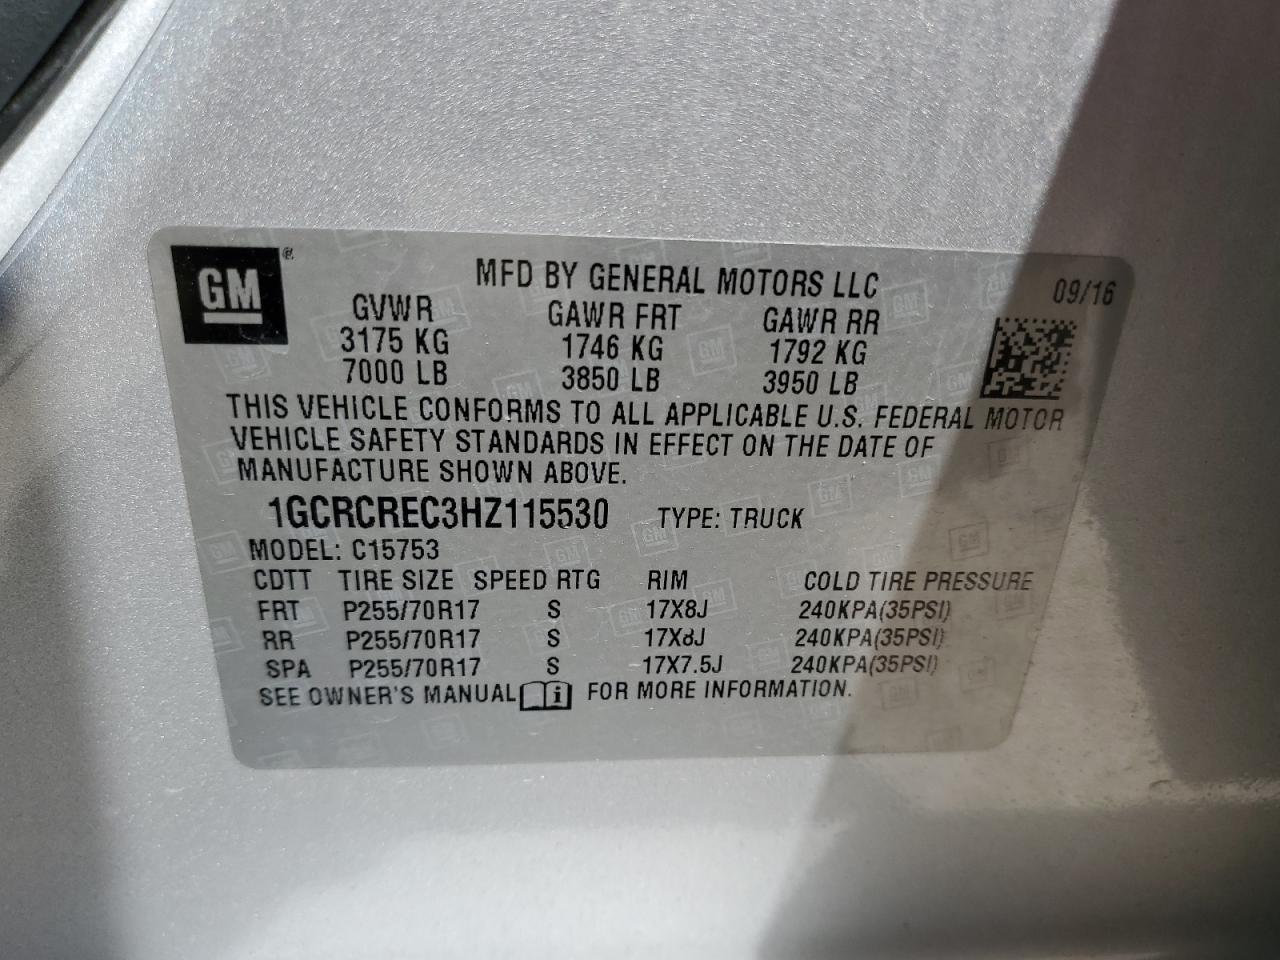 GM
MFD BY GENERAL MOTORS LLC 09/16
GVWR GAWR FRT GAWR RR
3175 KG 1746 KG 1792 KG
7000 LB 3850 LB 3950 LB
THIS VEHICLE CONFORMS TO ALL APPLICABLE U.S. FEDERAL MOTOR
VEHICLE SAFETY STANDARDS IN EFFECT ON THE DATE OF
MANUFACTURE SHOWN ABOVE.
1GCRCREC3HZ115530 TYPE: TRUCK
MODEL: C15753
CDTT TIRE SIZE SPEED RTG RIM COLD TIRE PRESSURE
FRT P255/70R17 S 17X8J 240KPA(35PSI)
RR P255/70R17 S 17X8J 240KPA(35PSI)
SPA P255/70R17 S 17X7.5J 240KPA(35PSI)
SEE OWNER'S MANUAL i FOR MORE INFORMATION.